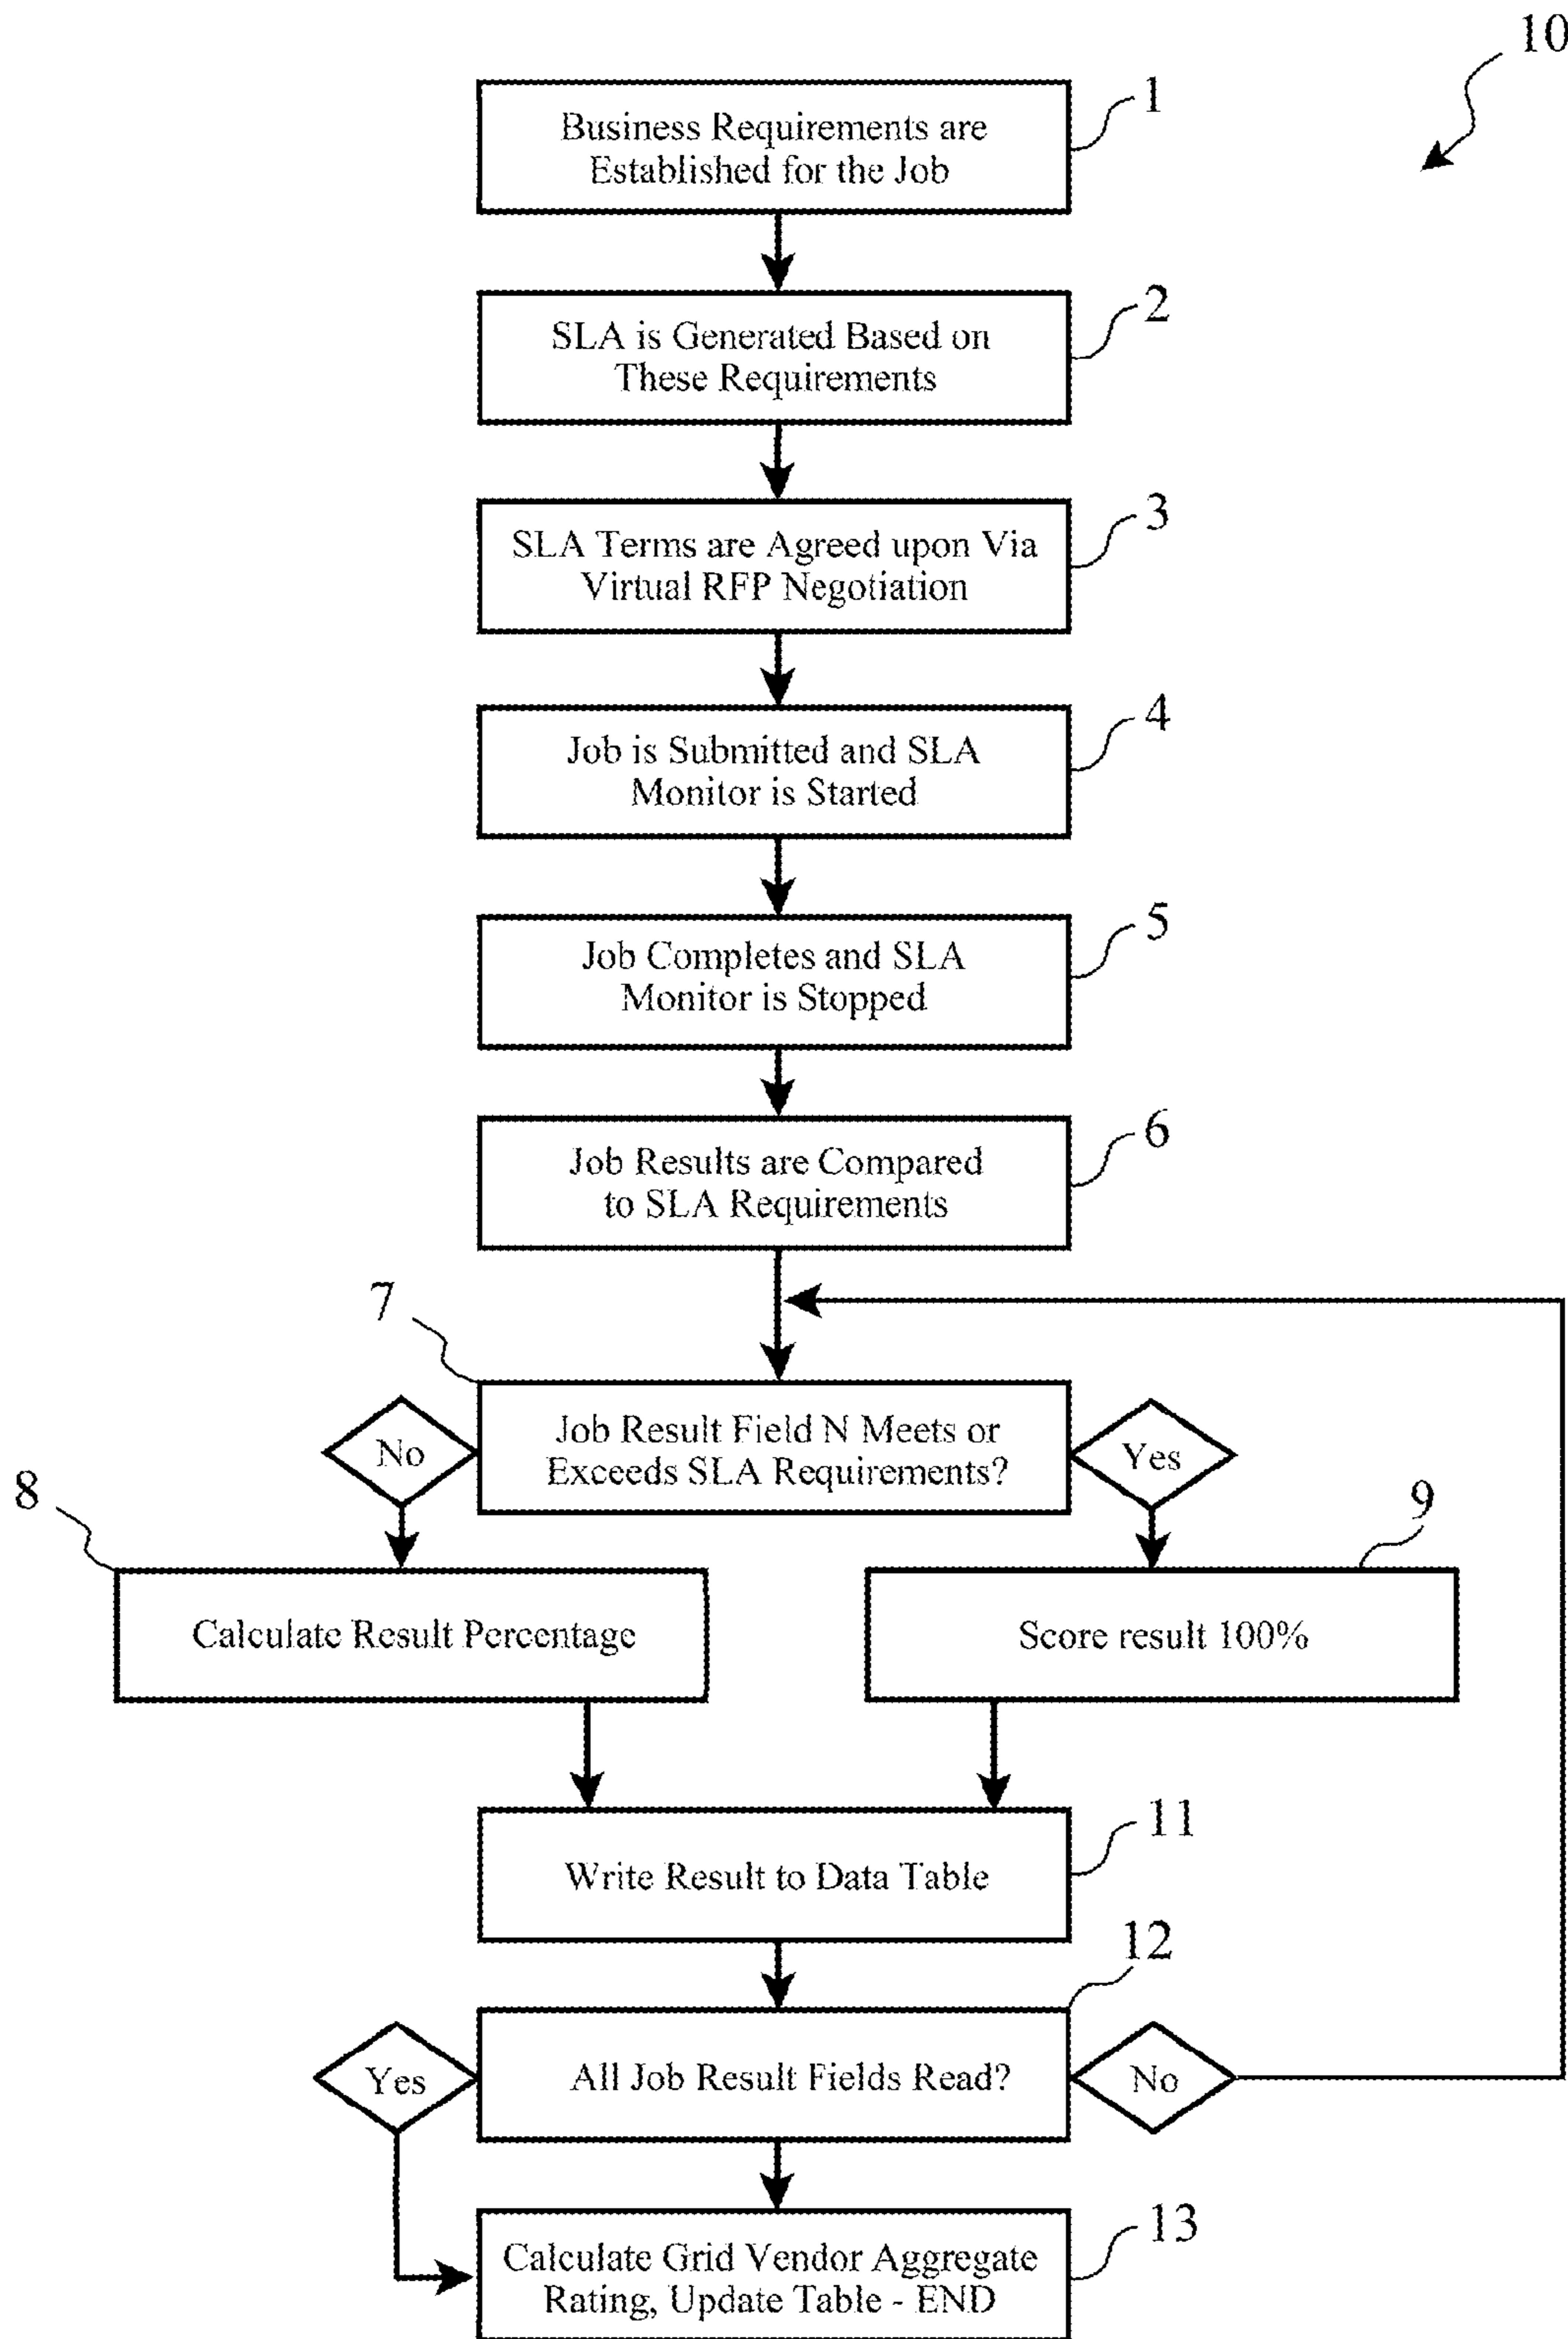 10
1
Business Requirements are
Established for the Job
2
SLA is Generated Based on
These Requirements
3
SLA Terms are Agreed upon Via
Virtual RFP Negotiation
4
Job is Submitted and SLA
Monitor is Started
5
Job Completes and SLA
Monitor is Stopped
6
Job Results are Compared
to SLA Requirements
7
No
Job Result Field N Meets or
Exceeds SLA Requirements?
Yes
8
Calculate Result Percentage
9
Score result 100%
11
Write Result to Data Table
12
Yes
All Job Result Fields Read?
No
13
Calculate Grid Vendor Aggregate
Rating, Update Table - END